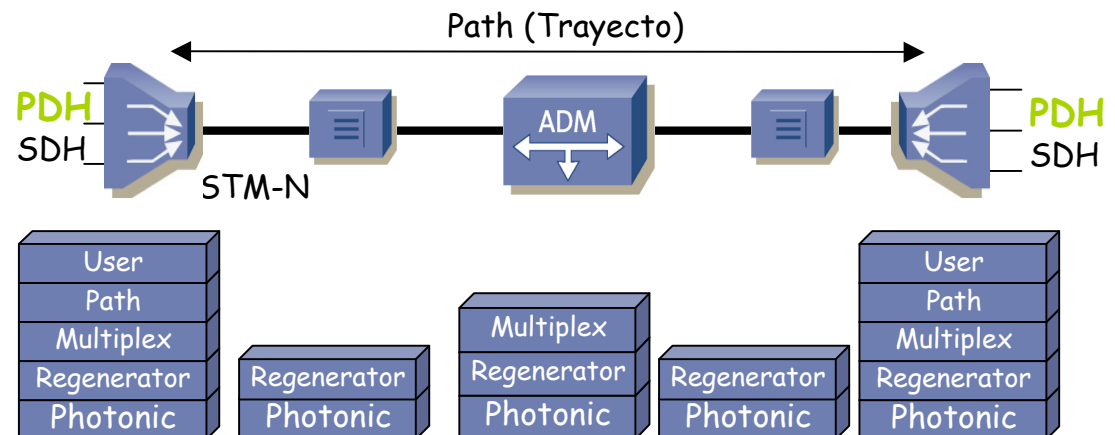 Path (Trayecto)
PDH
SDH
STM-N
ADM
PDH
SDH
User
Path
Multiplex
Regenerator
Photonic
Regenerator
Photonic
Multiplex
Regenerator
Photonic
Regenerator
Photonic
User
Path
Multiplex
Regenerator
Photonic